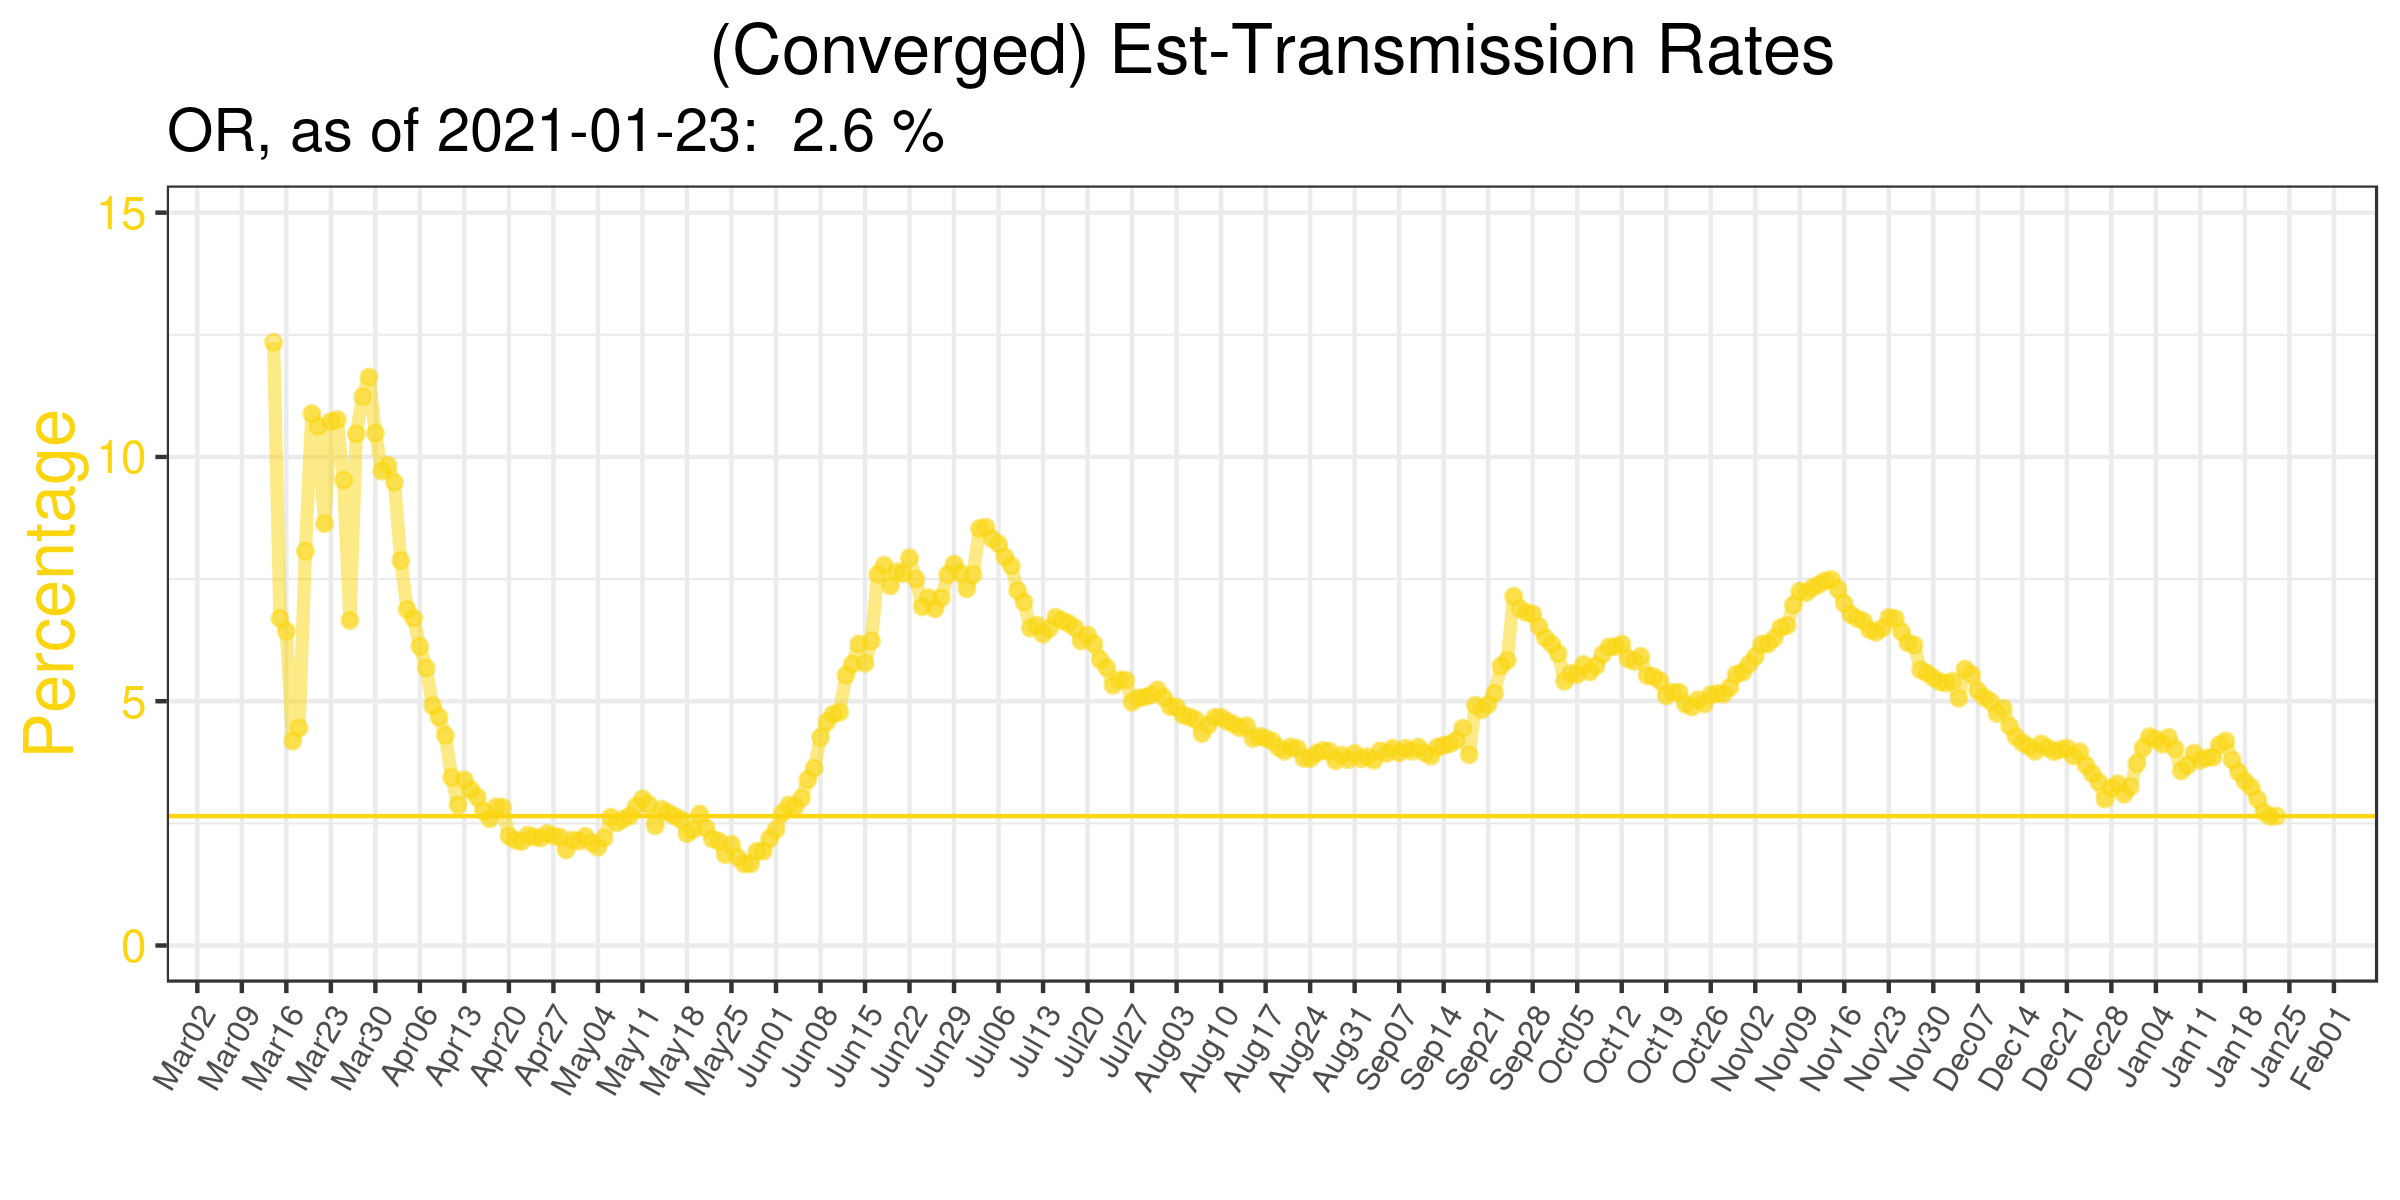 (Converged) Est-Transmission Rates
OR, as of 2021-01-23:  2.6 %
Percentage
15
10
5
0
Mar02
Mar09
Mar16
Mar23
Mar30
Apr06
Apr13
Apr20
Apr27
May04
May11
May18
May25
Jun01
Jun08
Jun15
Jun22
Jun29
Jul06
Jul13
Jul20
Jul27
Aug03
Aug10
Aug17
Aug24
Aug31
Sep07
Sep14
Sep21
Sep28
Oct05
Oct12
Oct19
Oct26
Nov02
Nov09
Nov16
Nov23
Nov30
Dec07
Dec14
Dec21
Dec28
Jan04
Jan11
Jan18
Jan25
Feb01